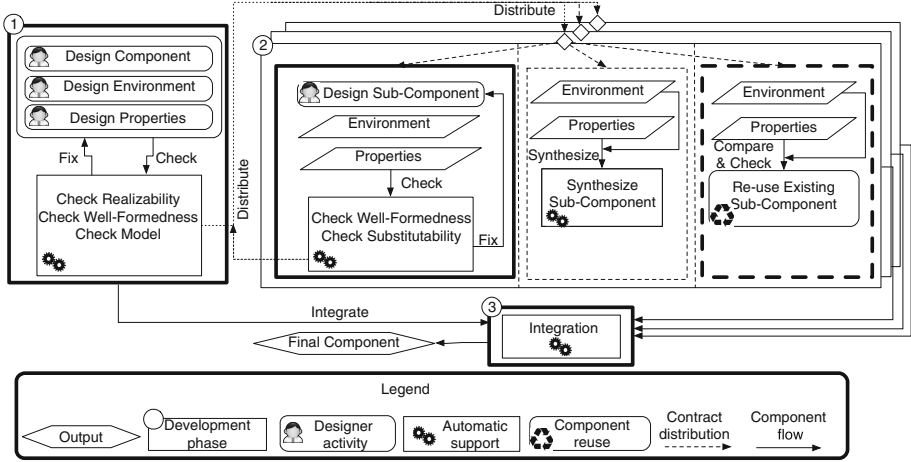 Distribute
1
Design Component
Design Environment
Design Properties
Fix
Check
Check Realizability
Check Well-Formedness
Check Model
Distribute
2
Design Sub-Component
Environment
Properties
Check
Check Well-Formedness
Check Substitutability
Fix
Environment
Properties
Synthesize
Synthesize
Sub-Component
Environment
Properties
Compare
& Check
Re-use Existing
Sub-Component
Integrate
3
Integration
Final Component
Legend
Output
Development
phase
Designer
activity
Automatic
support
Component
reuse
Contract
distribution
Component
flow